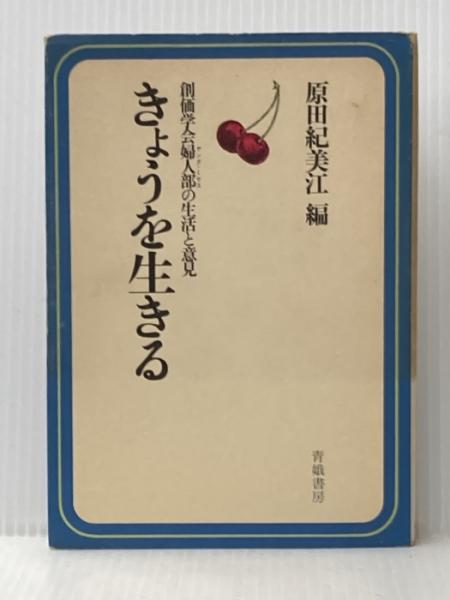 原田紀美江 編
創価学会婦人部の生活と意見
きょうを生きる
青娥書房